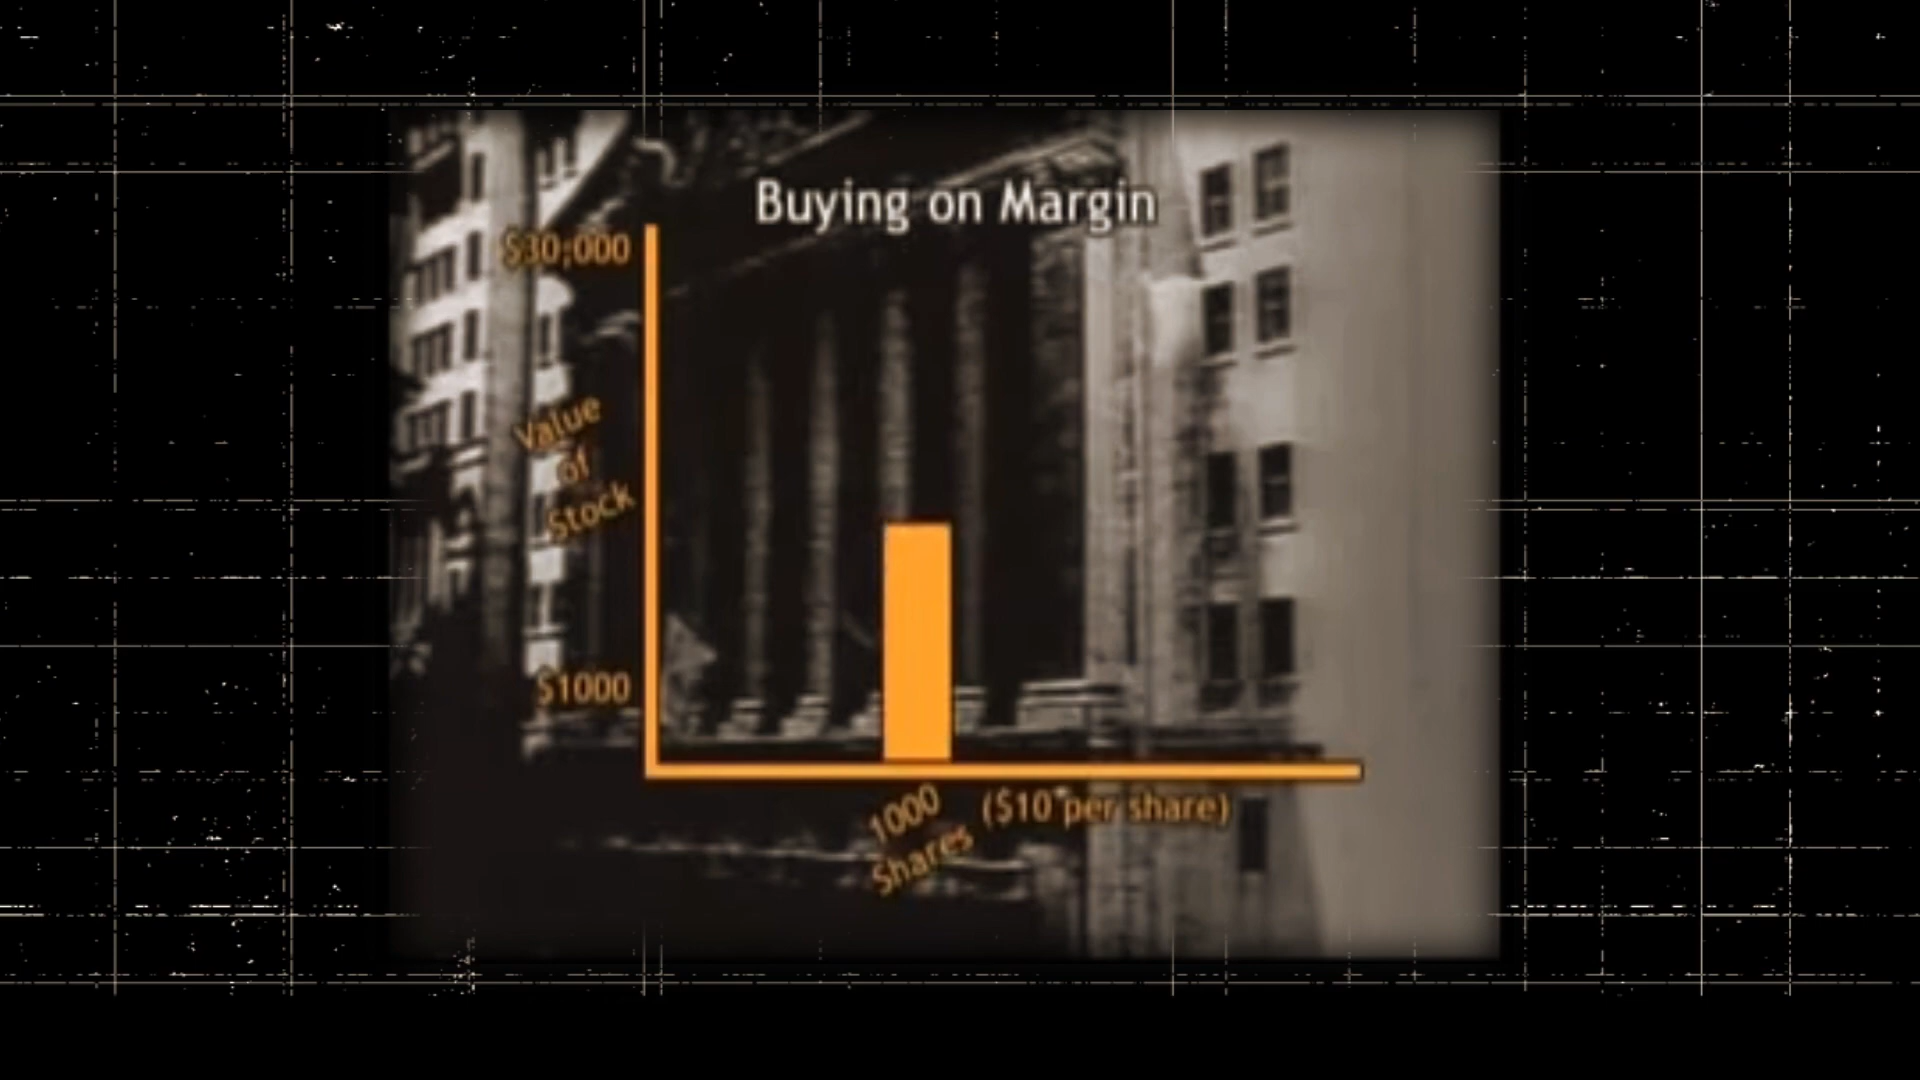 Buying on Margin
$30,000
Value
of
Stock
$1000
1000
Shares
($10 per share)